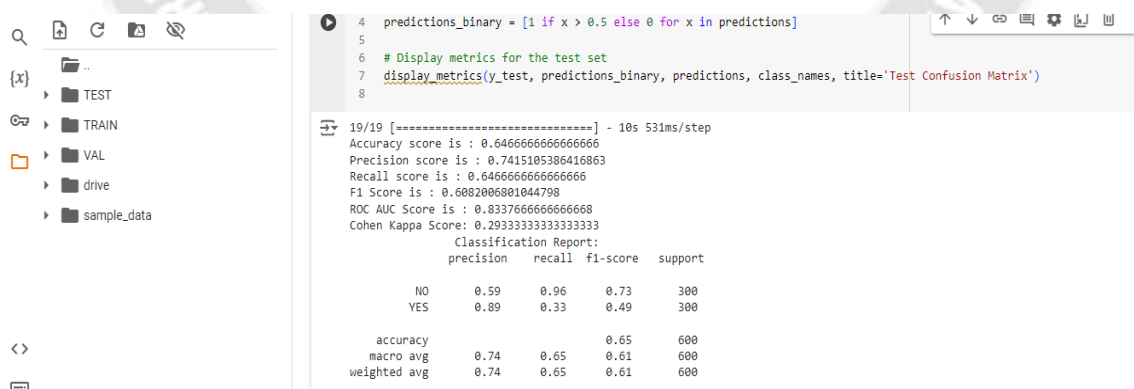 4 predictions_binary = [1 if x > 0.5 else 0 for x in predictions]
5
6 # Display metrics for the test set
7 display_metrics(y_test, predictions_binary, predictions, class_names, title='Test Confusion Matrix')
8
{x}
..
TEST
TRAIN
VAL
drive
sample_data
<>
19/19 [==============================] - 10s 531ms/step
Accuracy score is : 0.6466666666666666
Precision score is : 0.7415105386416863
Recall score is : 0.6466666666666666
F1 Score is : 0.6082006801044798
ROC AUC Score is : 0.8337666666666668
Cohen Kappa Score: 0.29333333333333333
Classification Report:
precision recall f1-score support
NO 0.59 0.96 0.73 300
YES 0.89 0.33 0.49 300
accuracy 0.65 600
macro avg 0.74 0.65 0.61 600
weighted avg 0.74 0.65 0.61 600